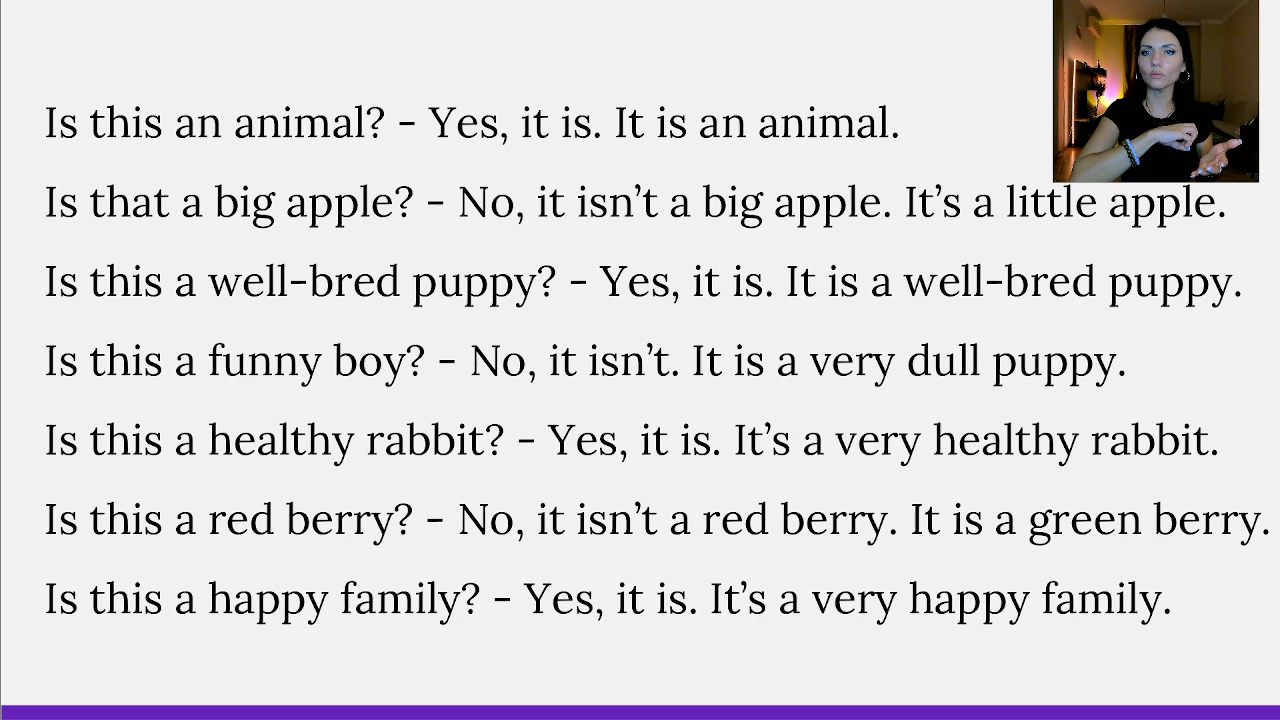 Is this an animal? - Yes, it is. It is an animal.
Is that a big apple? - No, it isn’t a big apple. It’s a little apple.
Is this a well-bred puppy? - Yes, it is. It is a well-bred puppy.
Is this a funny boy? - No, it isn’t. It is a very dull puppy.
Is this a healthy rabbit? - Yes, it is. It’s a very healthy rabbit.
Is this a red berry? - No, it isn’t a red berry. It is a green berry.
Is this a happy family? - Yes, it is. It’s a very happy family.